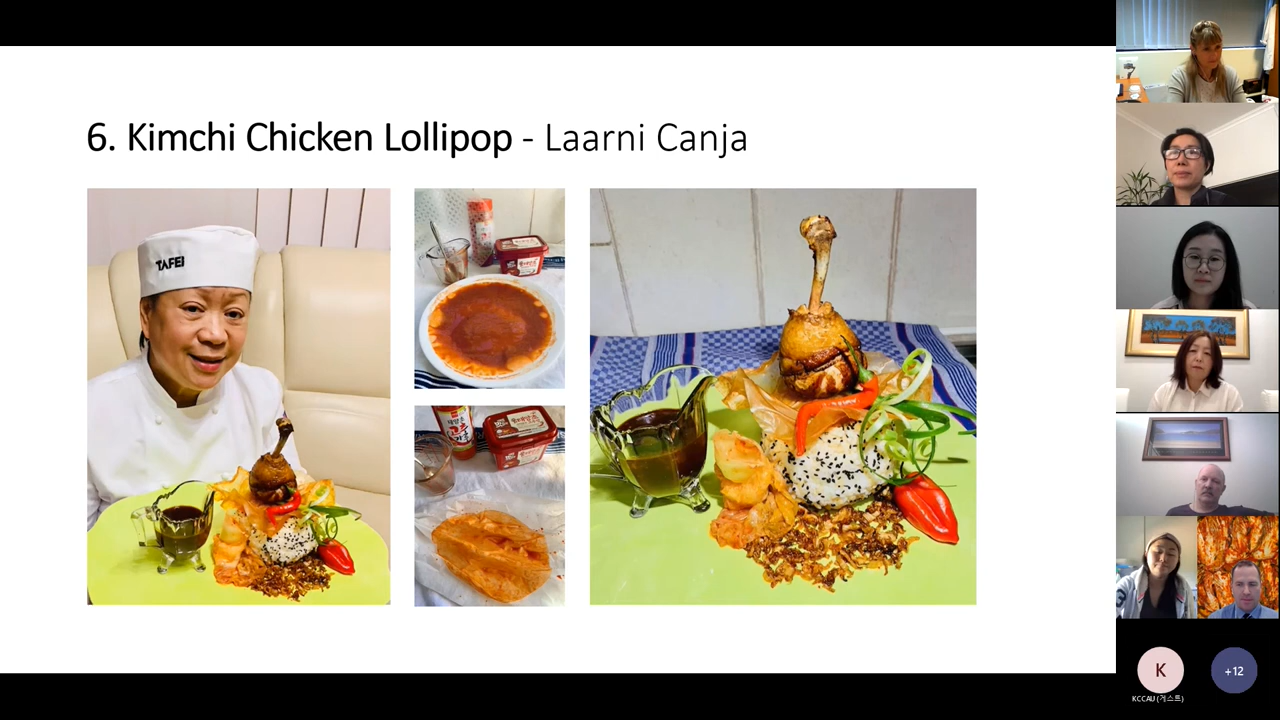 6. Kimchi Chicken Lollipop - Laarni Canja
TAFE
K
+12
KCCAU (게스트)